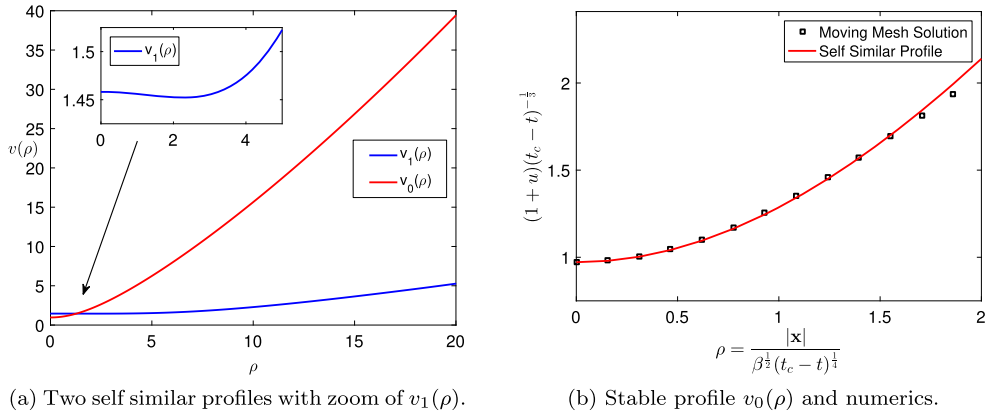 40
35
30
25
20
15
10
5
0
v(ρ)
1.5
1.45
0 2 4
v₁(ρ)
v₁(ρ)
v₀(ρ)
0 5 10 15 20
ρ
(a) Two self similar profiles with zoom of v₁(ρ).
2
1.5
1
(1 + u)(t_c − t)^{−1/3}
Moving Mesh Solution
Self Similar Profile
0 0.5 1 1.5 2
ρ = |x| / β^{1/2}(t_c − t)^{1/4}
(b) Stable profile v₀(ρ) and numerics.